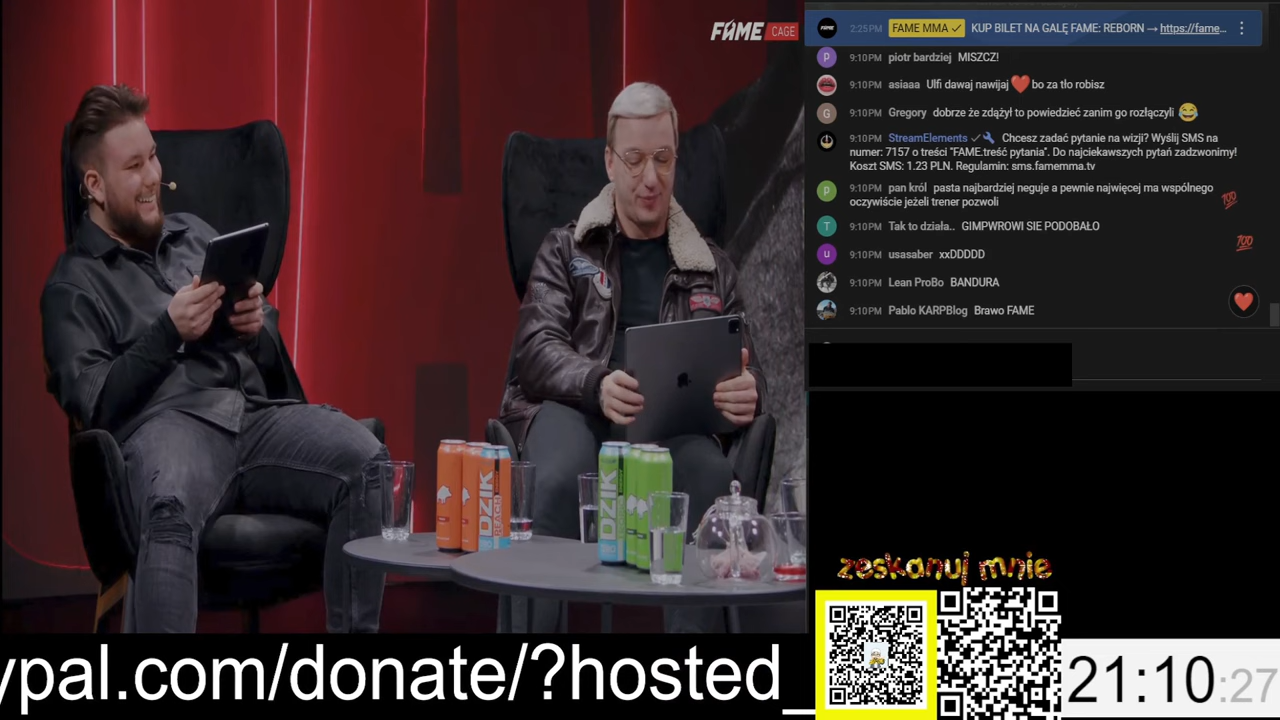 FAME CAGE
2:25 PM FAME MMA ✓ KUP BILET NA GALĘ FAME: REBORN → https://fame...
9:10 PM piotr bardziej MISZCZ!
9:10 PM asiaaa Ulfi dawaj nawijaj ❤️ bo za tło robisz
9:10 PM Gregory dobrze że zdążył to powiedzieć zanim go rozłączyli 😂
9:10 PM StreamElements ✓ 🔧 Chcesz zadać pytanie na wizji? Wyślij SMS na
numer: 7157 o treści "FAME.treść pytania". Do najciekawszych pytań zadzwonimy!
Koszt SMS: 1.23 PLN. Regulamin: sms.famemma.tv
9:10 PM pan król pasta najbardziej neguje a pewnie najwięcej ma wspólnego
oczywiście jeżeli trener pozwoli
9:10 PM Tak to działa.. GIMPWROWI SIE PODOBAŁO
9:10 PM usasaber xxDDDDD
9:10 PM Lean ProBo BANDURA
9:10 PM Pablo KARPBlog Brawo FAME
DZIK
DZIK
zeskanuj mnie
ypal.com/donate/?hosted_
21:10:27